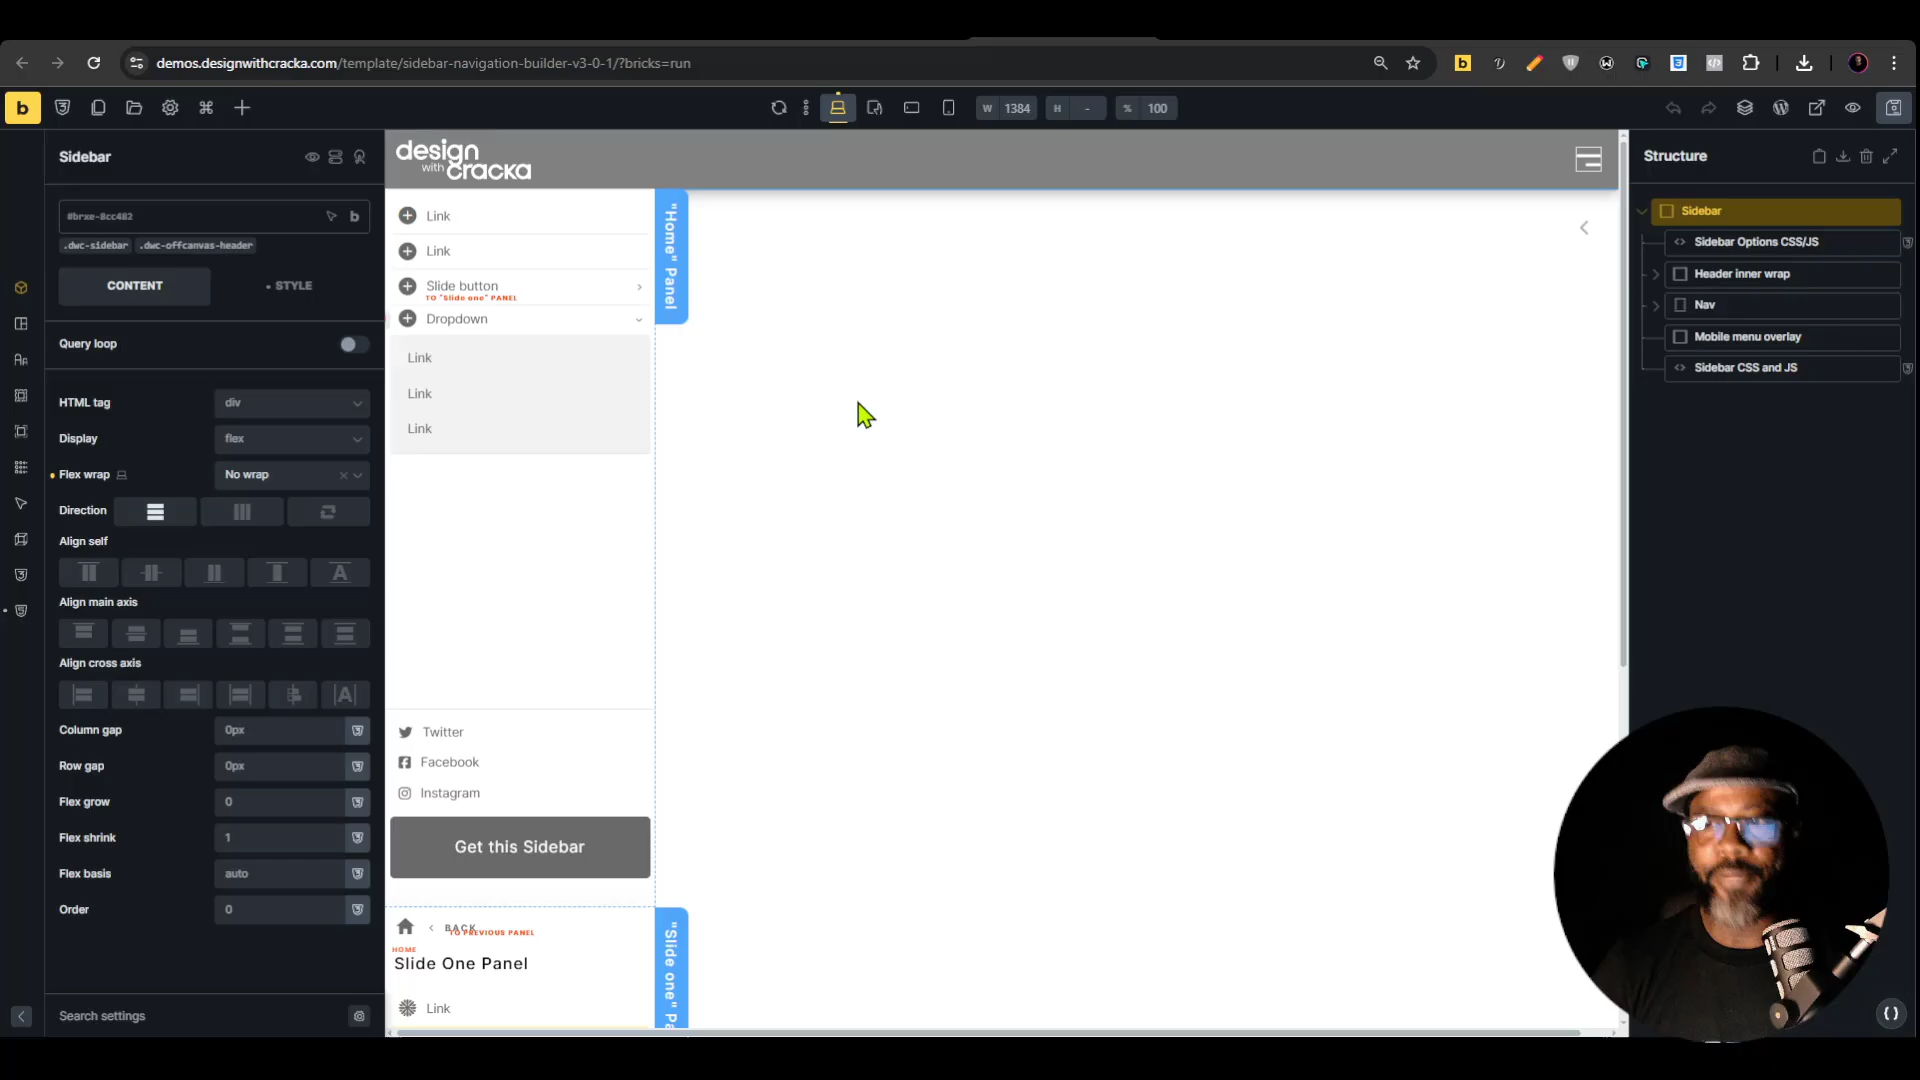 demos.designwithcracka.com/template/sidebar-navigation-builder-v3-0-1/?bricks=run
b
W 1384
H -
% 100
Sidebar
#brxe-8cc482
b
.dwc-sidebar
.dwc-offcanvas-header
CONTENT
STYLE
Query loop
HTML tag
div
Display
flex
Flex wrap
No wrap
Direction
Align self
Align main axis
Align cross axis
Column gap
0px
Row gap
0px
Flex grow
0
Flex shrink
1
Flex basis
auto
Order
0
Search settings
design
with cracka
Link
Link
Slide button
TO "Slide one" PANEL
Dropdown
Link
Link
Link
"Home" Panel
Twitter
Facebook
Instagram
Get this Sidebar
BACK
TO PREVIOUS PANEL
HOME
Slide One Panel
Link
"Slide one" Pa
Structure
Sidebar
Sidebar Options CSS/JS
Header inner wrap
Nav
Mobile menu overlay
Sidebar CSS and JS